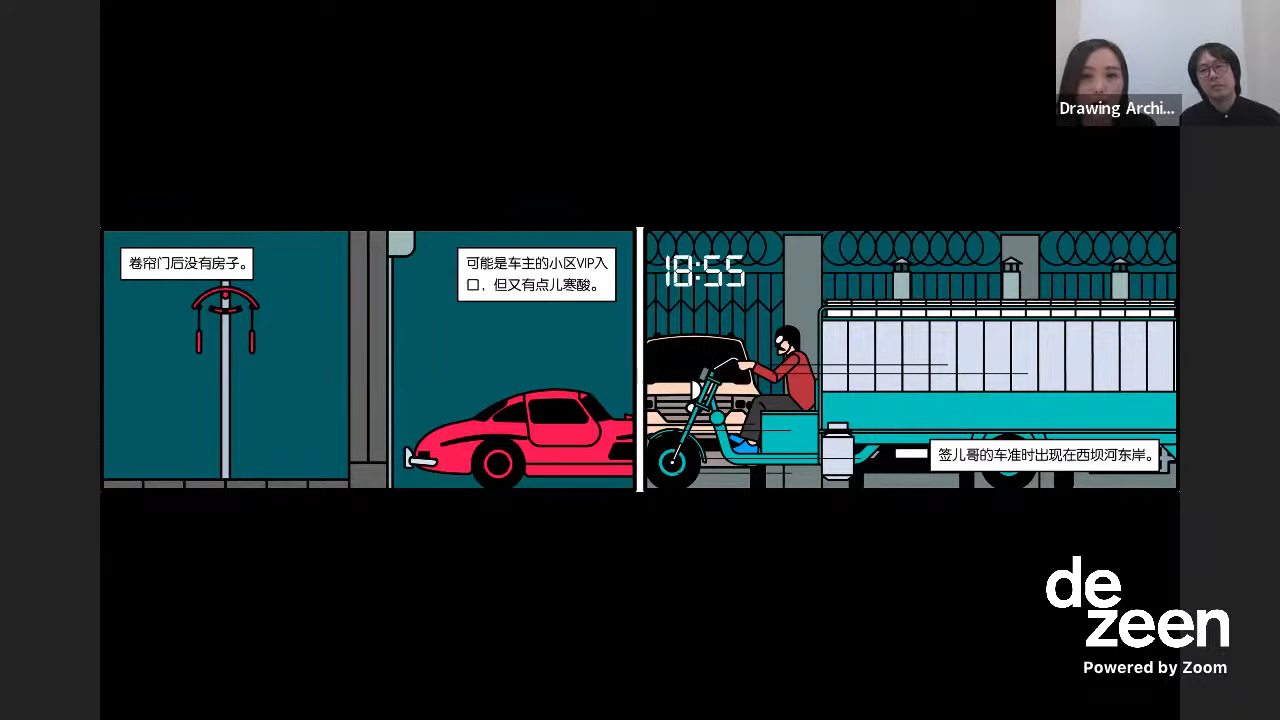 Drawing Archi...
卷帘门后没有房子。
可能是车主的小区VIP入
口，但又有点儿寒酸。
18:55
签儿哥的车准时出现在西坝河东岸。
de
zeen
Powered by Zoom